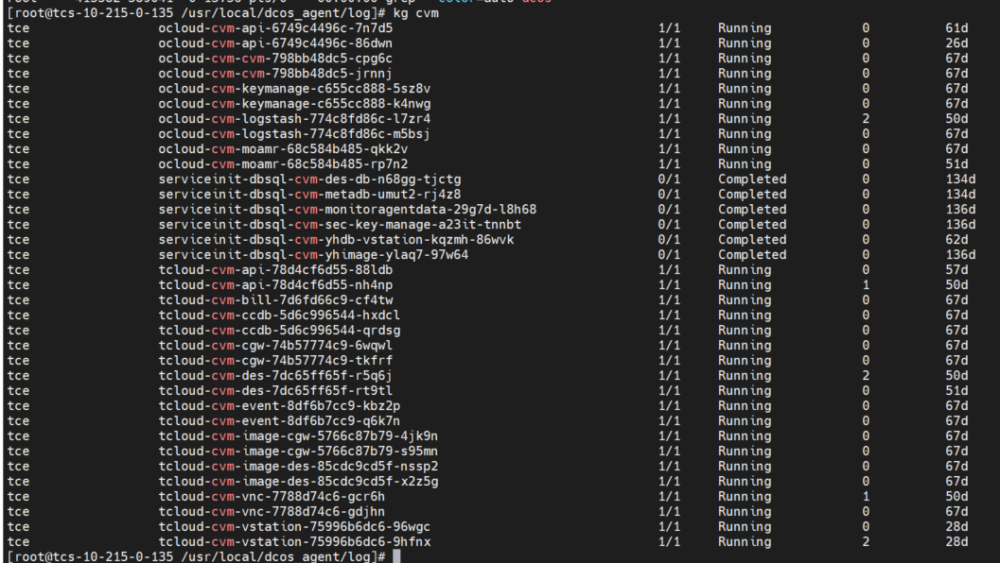 [root@tcs-10-215-0-135 /usr/local/dcos_agent/log]# kg cvm
tce ocloud-cvm-api-6749c4496c-7n7d5 1/1 Running 0 61d
tce ocloud-cvm-api-6749c4496c-86dwn 1/1 Running 0 26d
tce ocloud-cvm-cvm-798bb48dc5-cpg6c 1/1 Running 0 67d
tce ocloud-cvm-cvm-798bb48dc5-jrnnj 1/1 Running 0 67d
tce ocloud-cvm-keymanage-c655cc888-5sz8v 1/1 Running 0 67d
tce ocloud-cvm-keymanage-c655cc888-k4nwg 1/1 Running 0 67d
tce ocloud-cvm-logstash-774c8fd86c-l7zr4 1/1 Running 2 50d
tce ocloud-cvm-logstash-774c8fd86c-m5bsj 1/1 Running 0 67d
tce ocloud-cvm-moamr-68c584b485-qkk2v 1/1 Running 0 67d
tce ocloud-cvm-moamr-68c584b485-rp7n2 1/1 Running 0 51d
tce serviceinit-dbsql-cvm-des-db-n68gg-tjctg 0/1 Completed 0 134d
tce serviceinit-dbsql-cvm-metadb-umut2-rj4z8 0/1 Completed 0 134d
tce serviceinit-dbsql-cvm-monitoragentdata-29g7d-l8h68 0/1 Completed 0 136d
tce serviceinit-dbsql-cvm-sec-key-manage-a23it-tnnbt 0/1 Completed 0 136d
tce serviceinit-dbsql-cvm-yhdb-vstation-kqzmh-86wvk 0/1 Completed 0 62d
tce serviceinit-dbsql-cvm-yhimage-ylaq7-97w64 0/1 Completed 0 136d
tce tcloud-cvm-api-78d4cf6d55-88ldb 1/1 Running 0 57d
tce tcloud-cvm-api-78d4cf6d55-nh4np 1/1 Running 1 50d
tce tcloud-cvm-bill-7d6fd66c9-cf4tw 1/1 Running 0 67d
tce tcloud-cvm-ccdb-5d6c996544-hxdcl 1/1 Running 0 67d
tce tcloud-cvm-ccdb-5d6c996544-qrdsg 1/1 Running 0 67d
tce tcloud-cvm-cgw-74b57774c9-6wqwl 1/1 Running 0 67d
tce tcloud-cvm-cgw-74b57774c9-tkfrf 1/1 Running 0 67d
tce tcloud-cvm-des-7dc65ff65f-r5q6j 1/1 Running 2 50d
tce tcloud-cvm-des-7dc65ff65f-rt9tl 1/1 Running 0 51d
tce tcloud-cvm-event-8df6b7cc9-kbz2p 1/1 Running 0 67d
tce tcloud-cvm-event-8df6b7cc9-q6k7n 1/1 Running 0 67d
tce tcloud-cvm-image-cgw-5766c87b79-4jk9n 1/1 Running 0 67d
tce tcloud-cvm-image-cgw-5766c87b79-s95mn 1/1 Running 0 67d
tce tcloud-cvm-image-des-85cdc9cd5f-nssp2 1/1 Running 0 67d
tce tcloud-cvm-image-des-85cdc9cd5f-x2z5g 1/1 Running 0 67d
tce tcloud-cvm-vnc-7788d74c6-gcr6h 1/1 Running 1 50d
tce tcloud-cvm-vnc-7788d74c6-gdjhn 1/1 Running 0 67d
tce tcloud-cvm-vstation-75996b6dc6-96wgc 1/1 Running 0 28d
tce tcloud-cvm-vstation-75996b6dc6-9hfnx 1/1 Running 2 28d
[root@tcs-10-215-0-135 /usr/local/dcos_agent/log]#